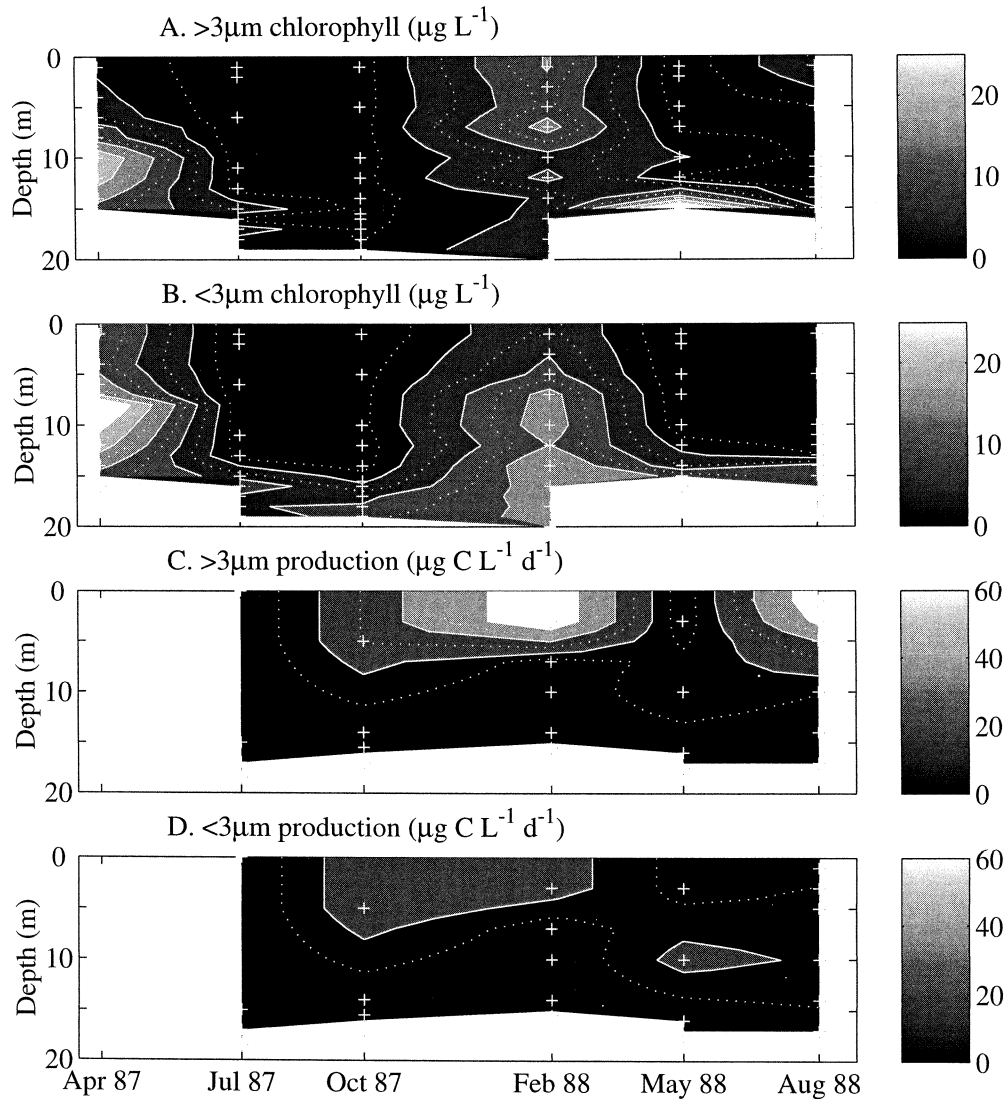 A. >3μm chlorophyll (μg L⁻¹)
Depth (m)
0
10
20
20
10
0
B. <3μm chlorophyll (μg L⁻¹)
Depth (m)
0
10
20
20
10
0
C. >3μm production (μg C L⁻¹ d⁻¹)
Depth (m)
0
10
20
60
40
20
0
D. <3μm production (μg C L⁻¹ d⁻¹)
Depth (m)
0
10
20
60
40
20
0
Apr 87 Jul 87 Oct 87 Feb 88 May 88 Aug 88